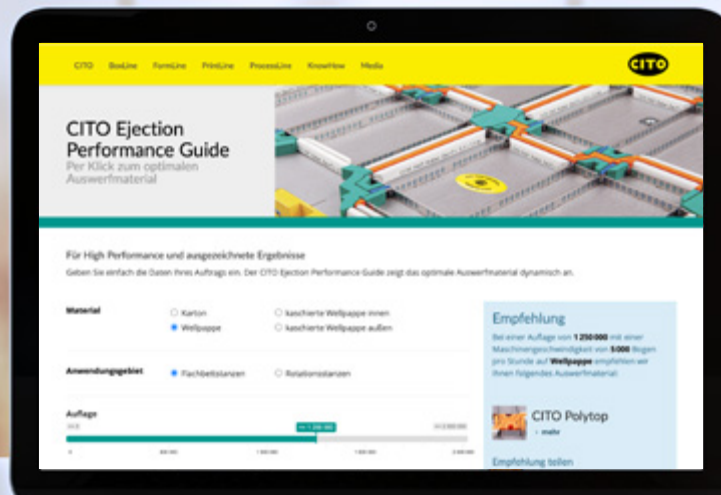 CITO BoxLine FormLine PrintLine ProcessLine KnowHow Media
CITO
CITO Ejection
Performance Guide
Per Klick zum optimalen
Auswerfmaterial
Für High Performance und ausgezeichnete Ergebnisse
Geben Sie einfach die Daten Ihres Auftrags ein. Der CITO Ejection Performance Guide zeigt das optimale Auswerfmaterial dynamisch an.
Material
Karton
kaschierte Wellpappe innen
Wellpappe
kaschierte Wellpappe außen
Anwendungsgebiet
Flachbettstanzen
Rotationsstanzen
Auflage
0
Empfehlung
Bei einer Auflage von 1 250 000 mit einer
Maschinengeschwindigkeit von 5000 Bogen
pro Stunde auf Wellpappe empfehlen wir
Ihnen folgendes Auswerfmaterial:
CITO Polytop
mehr
Empfehlung teilen